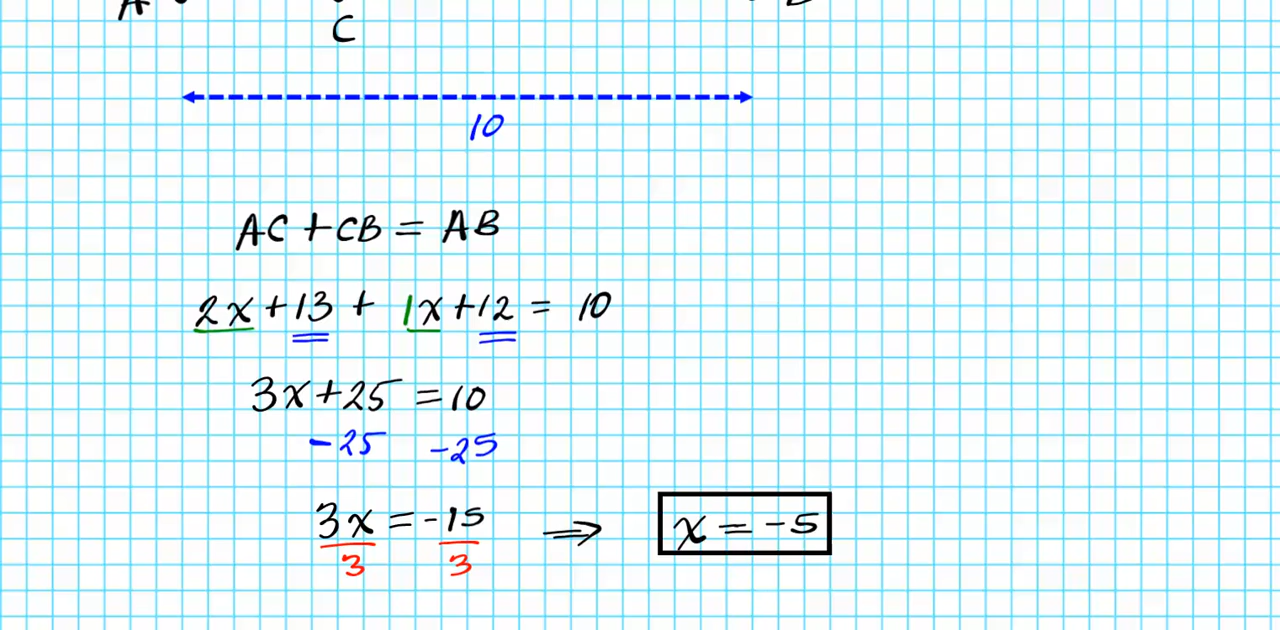 A
C
10
AC + CB = AB
2x + 13 + 1x + 12 = 10
3x + 25 = 10
-25 -25
3x = -15 ⇒ x = -5
3 3